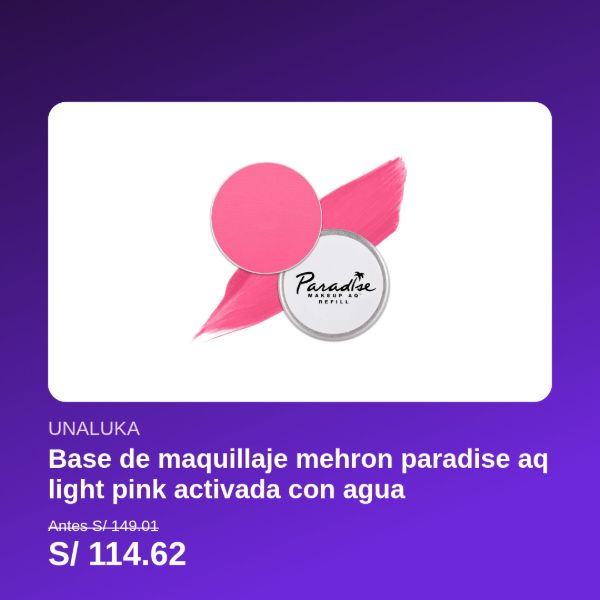 Paradise
MAKEUP AQ
REFILL
UNALUKA
Base de maquillaje mehron paradise aq
light pink activada con agua
Antes S/ 149.01
S/ 114.62